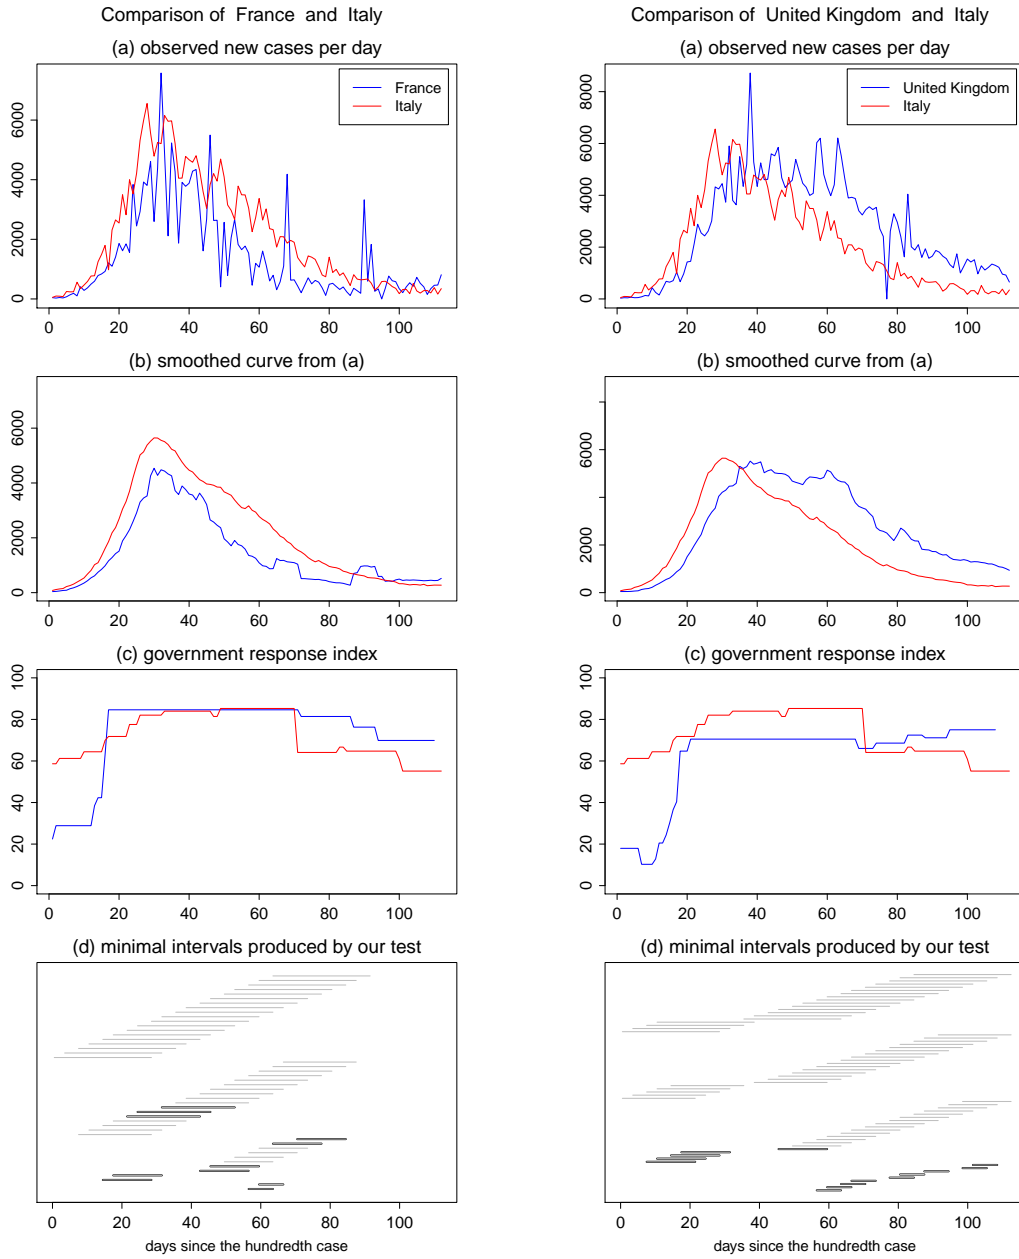 Comparison of France and Italy
(a) observed new cases per day
France
Italy
0 2000 4000 6000
0 20 40 60 80 100
(b) smoothed curve from (a)
0 2000 4000 6000
0 20 40 60 80 100
(c) government response index
0 20 40 60 80 100
0 20 40 60 80 100
(d) minimal intervals produced by our test
0 20 40 60 80 100
days since the hundredth case
Comparison of United Kingdom and Italy
(a) observed new cases per day
United Kingdom
Italy
0 2000 4000 6000 8000
0 20 40 60 80 100
(b) smoothed curve from (a)
0 2000 6000
0 20 40 60 80 100
(c) government response index
0 20 40 60 80 100
0 20 40 60 80 100
(d) minimal intervals produced by our test
0 20 40 60 80 100
days since the hundredth case